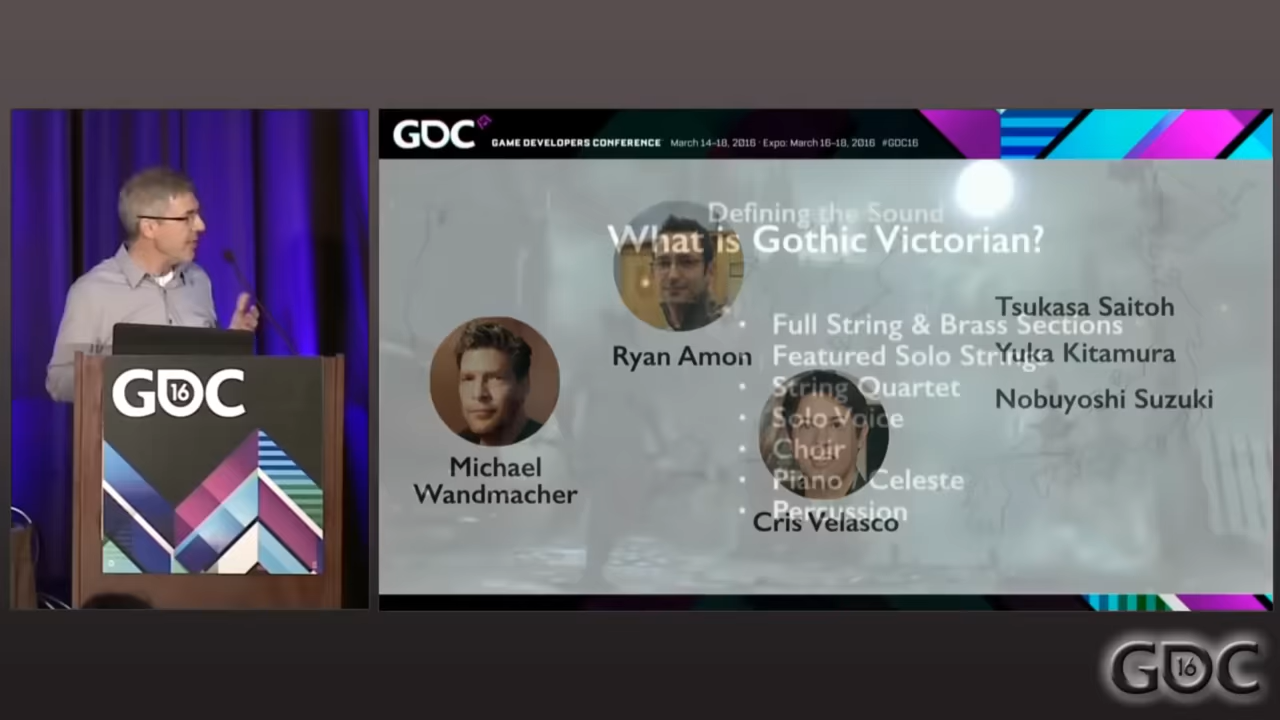 GDC
GAME DEVELOPERS CONFERENCE March 14-18, 2016 · Expo: March 16-18, 2016 #GDC16
Defining the Sound
What is Gothic Victorian?
Ryan Amon
Michael
Wandmacher
Cris Velasco
• Full String & Brass Sections
• Featured Solo Strings
• String Quartet
• Solo Voice
• Choir
• Piano Celeste
• Percussion
Tsukasa Saitoh
Yuka Kitamura
Nobuyoshi Suzuki
GDC 16
GDC 16